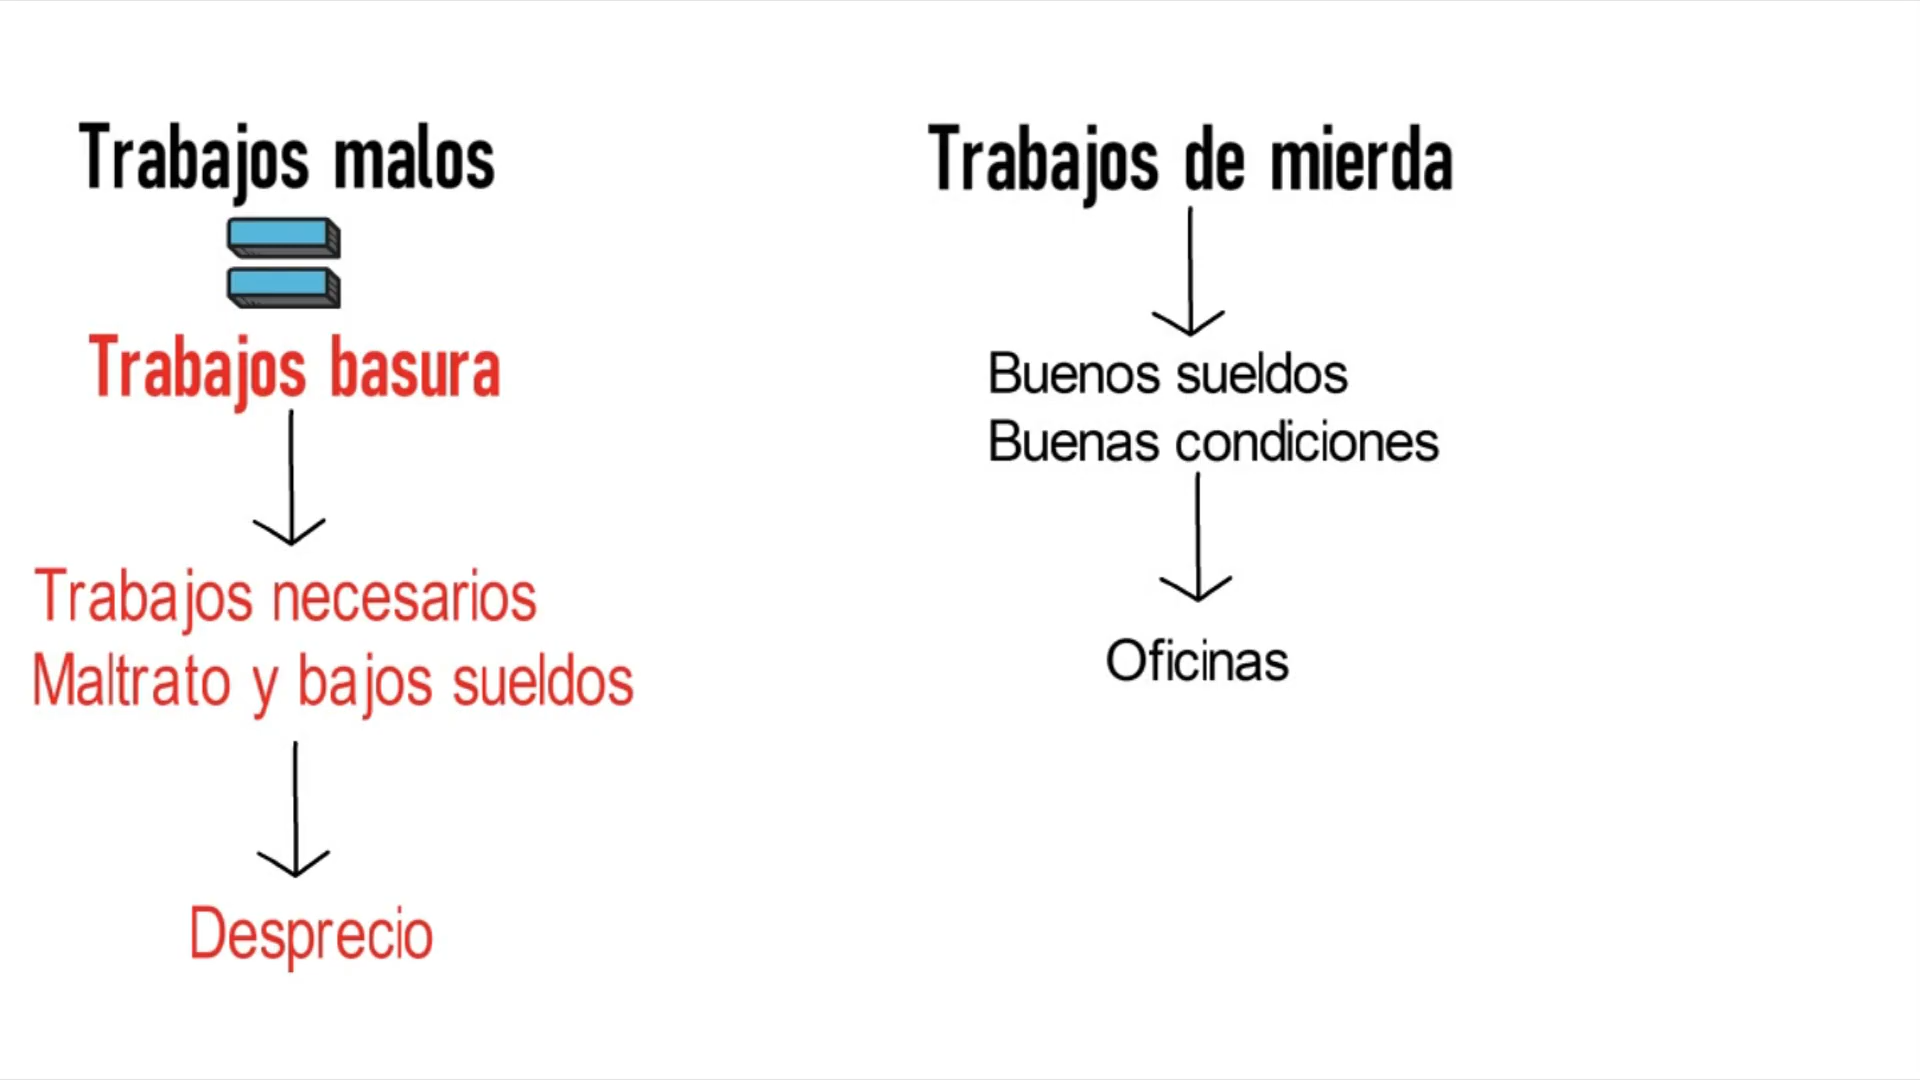 Trabajos malos
Trabajos basura
Trabajos necesarios
Maltrato y bajos sueldos
Desprecio
Trabajos de mierda
Buenos sueldos
Buenas condiciones
Oficinas